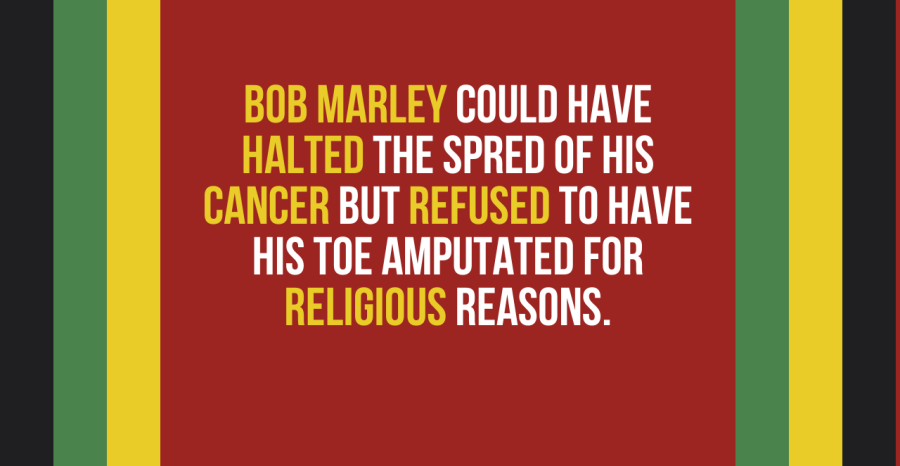 BOB MARLEY COULD HAVE
HALTED THE SPRED OF HIS
CANCER BUT REFUSED TO HAVE
HIS TOE AMPUTATED FOR
RELIGIOUS REASONS.